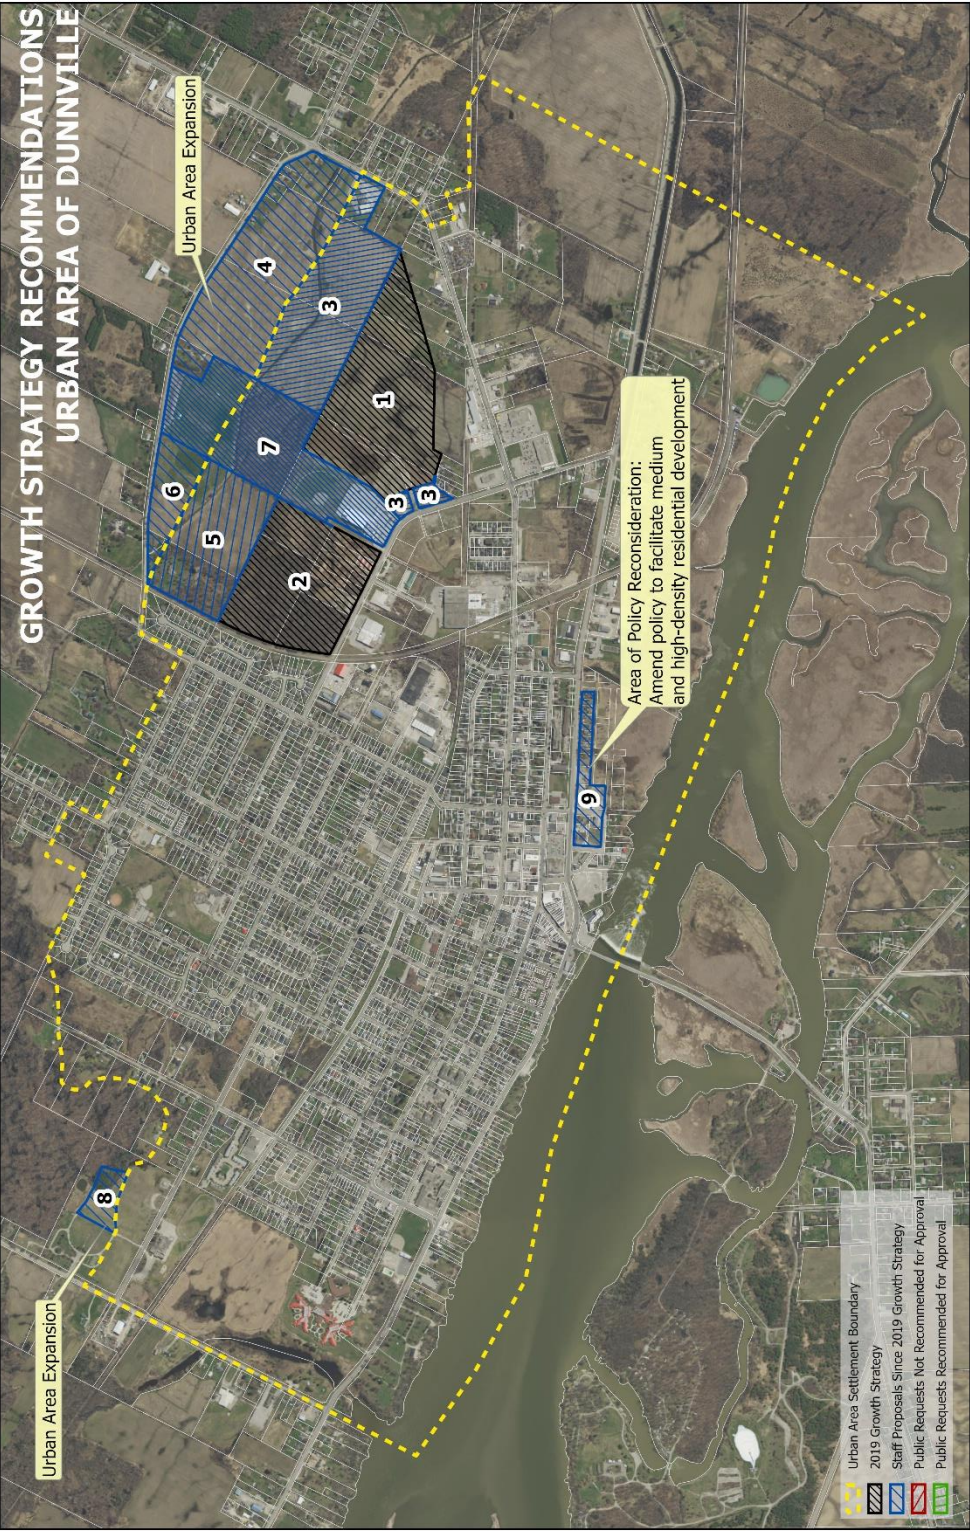 GROWTH STRATEGY RECOMMENDATIONS
URBAN AREA OF DUNNVILLE
Urban Area Expansion
Urban Area Expansion
8
6
5
7
4
3
2
1
3
3
9
Area of Policy Reconsideration:
Amend policy to facilitate medium
and high-density residential development
Urban Area Settlement Boundary
2019 Growth Strategy
Staff Proposals Since 2019 Growth Strategy
Public Requests Not Recommended for Approval
Public Requests Recommended for Approval